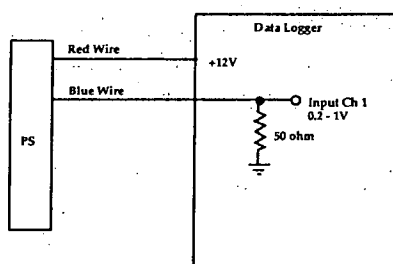 Data Logger
Red Wire
+12V
Blue Wire
Input Ch 1
0.2 - 1V
PS
50 ohm